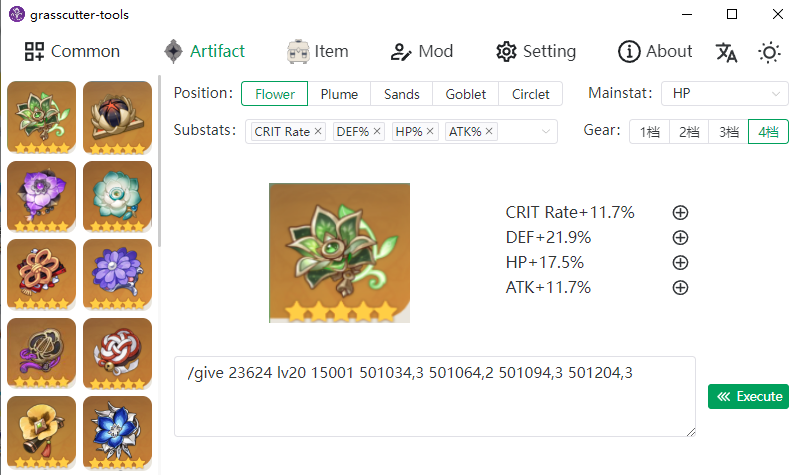 grasscutter-tools
Common Artifact Item Mod Setting About
Position: Flower Plume Sands Goblet Circlet Mainstat: HP
Substats: CRIT Rate DEF% HP% ATK% Gear: 1档 2档 3档 4档
CRIT Rate+11.7%
DEF+21.9%
HP+17.5%
ATK+11.7%
/give 23624 lv20 15001 501034,3 501064,2 501094,3 501204,3
Execute